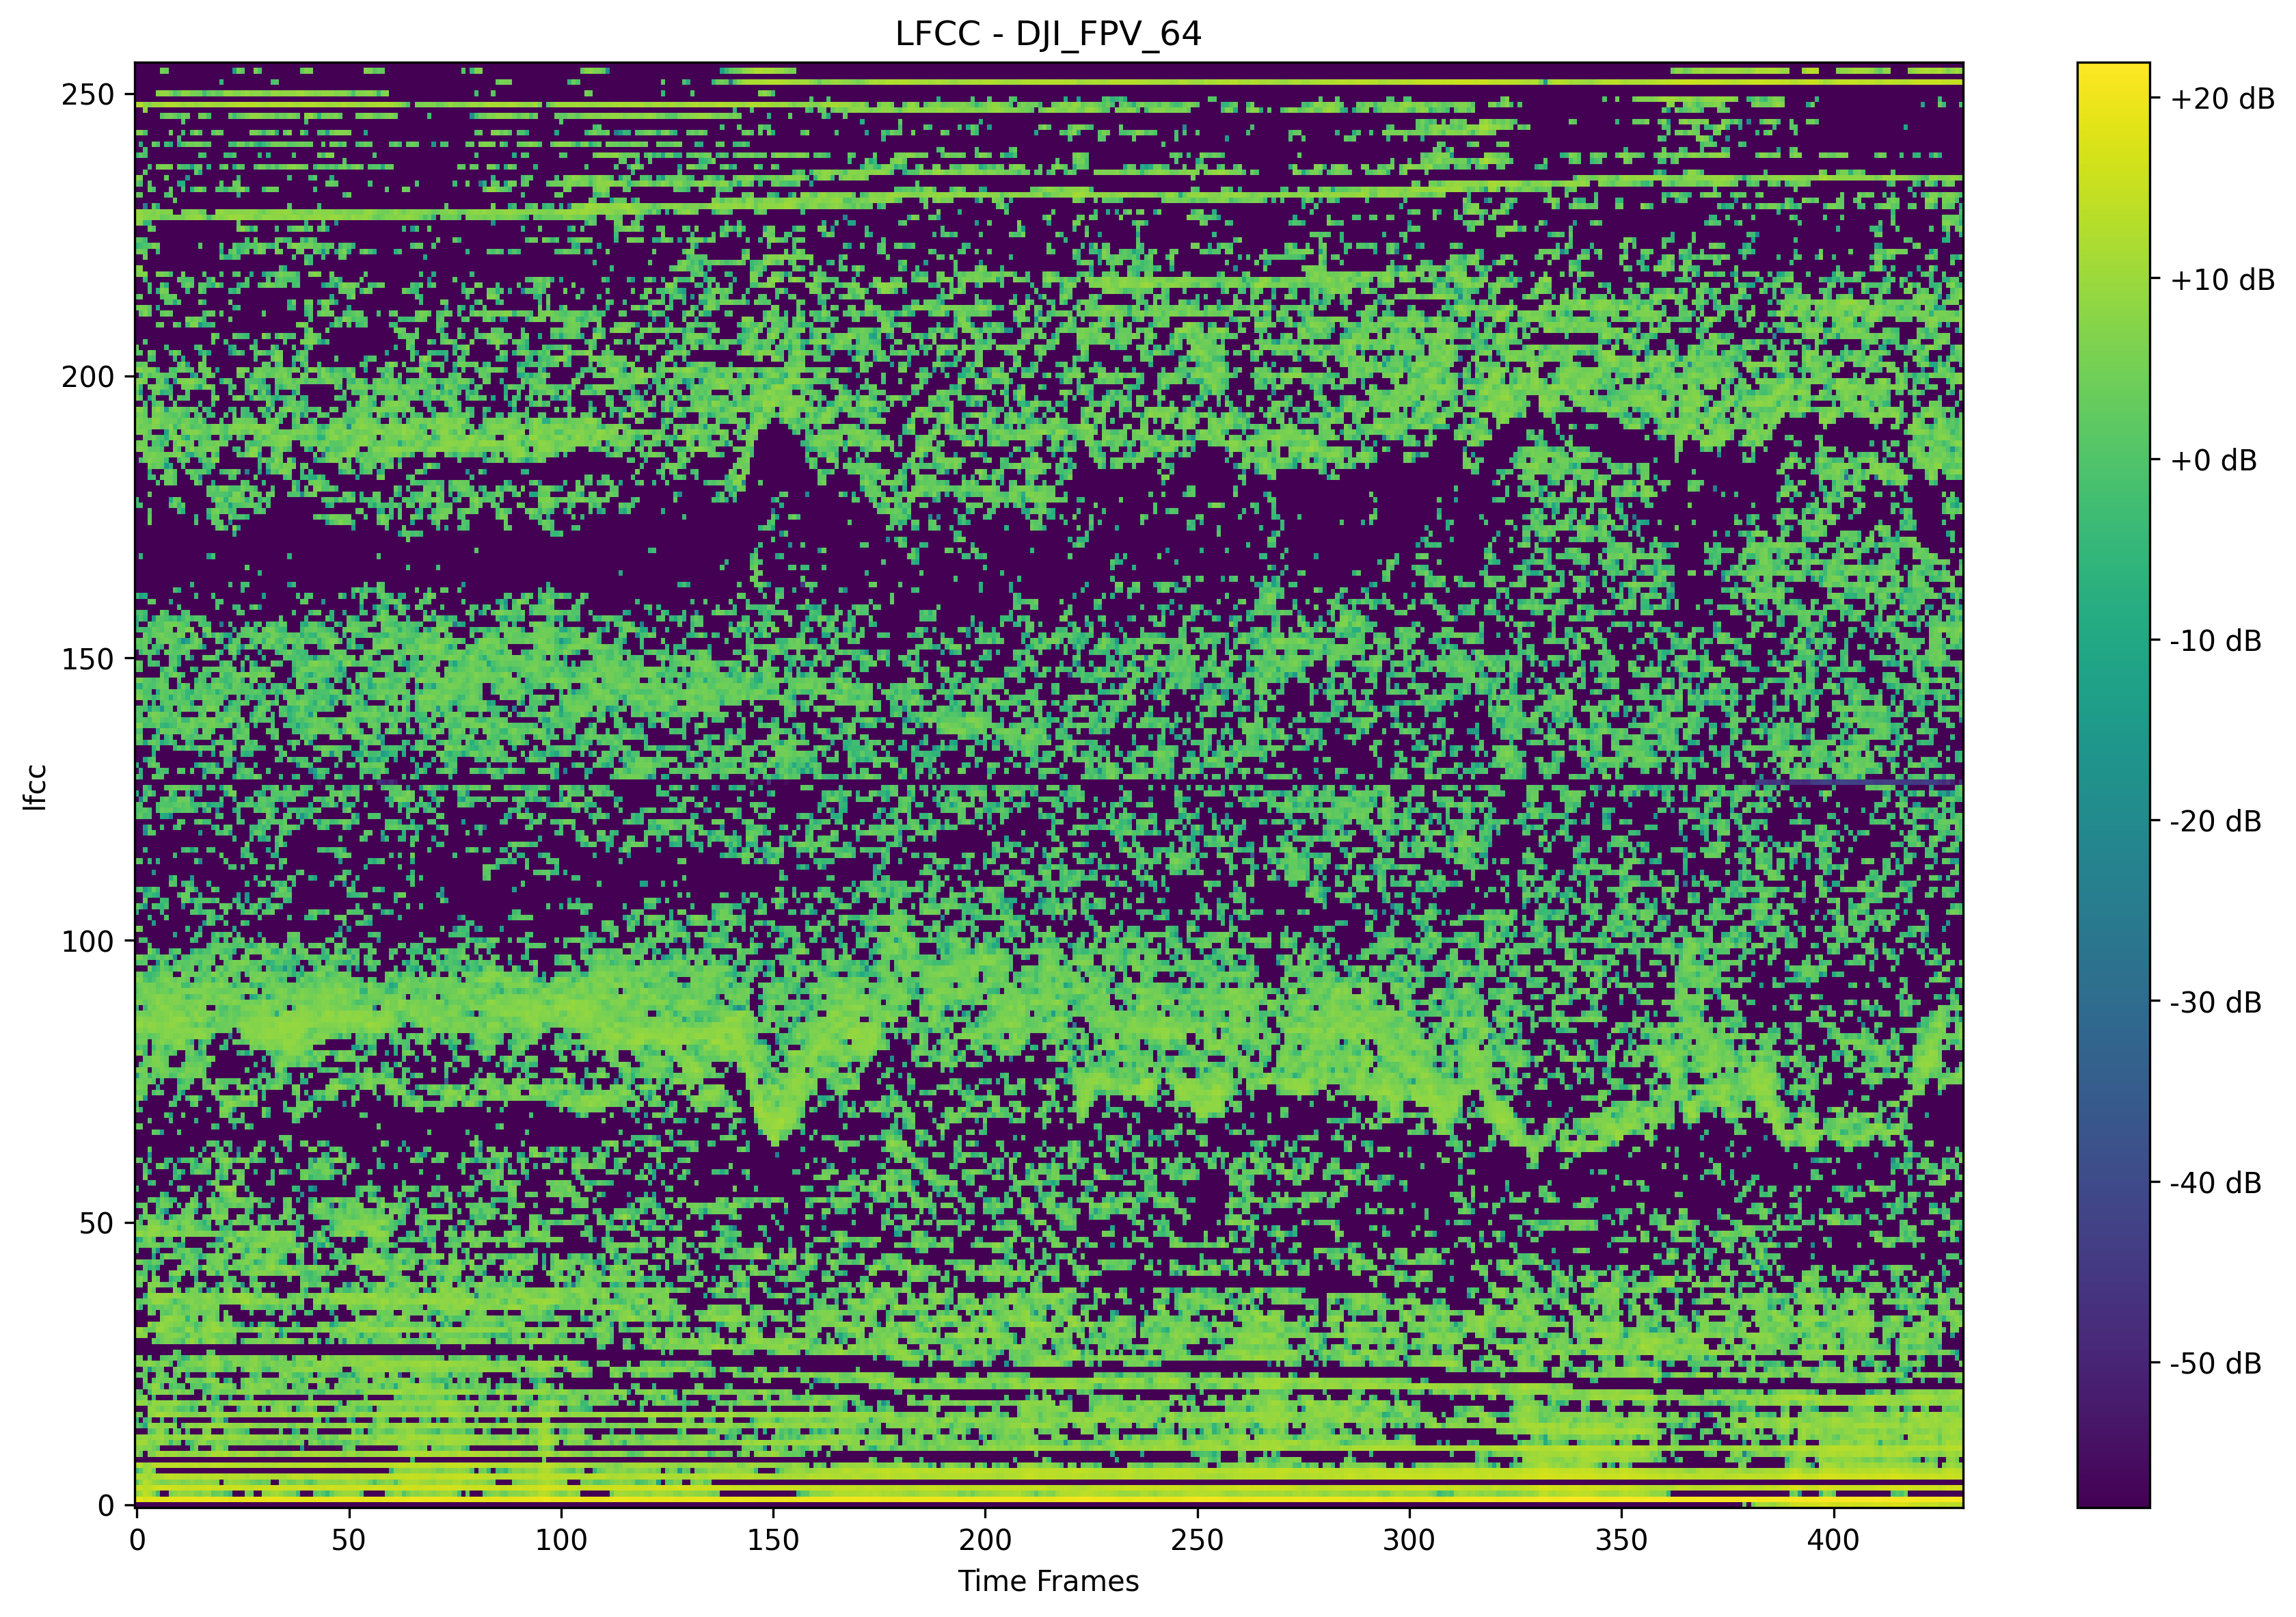 LFCC - DJI_FPV_64
250
200
150
100
50
0
lfcc
0 50 100 150 200 250 300 350 400
Time Frames
+20 dB
+10 dB
+0 dB
-10 dB
-20 dB
-30 dB
-40 dB
-50 dB